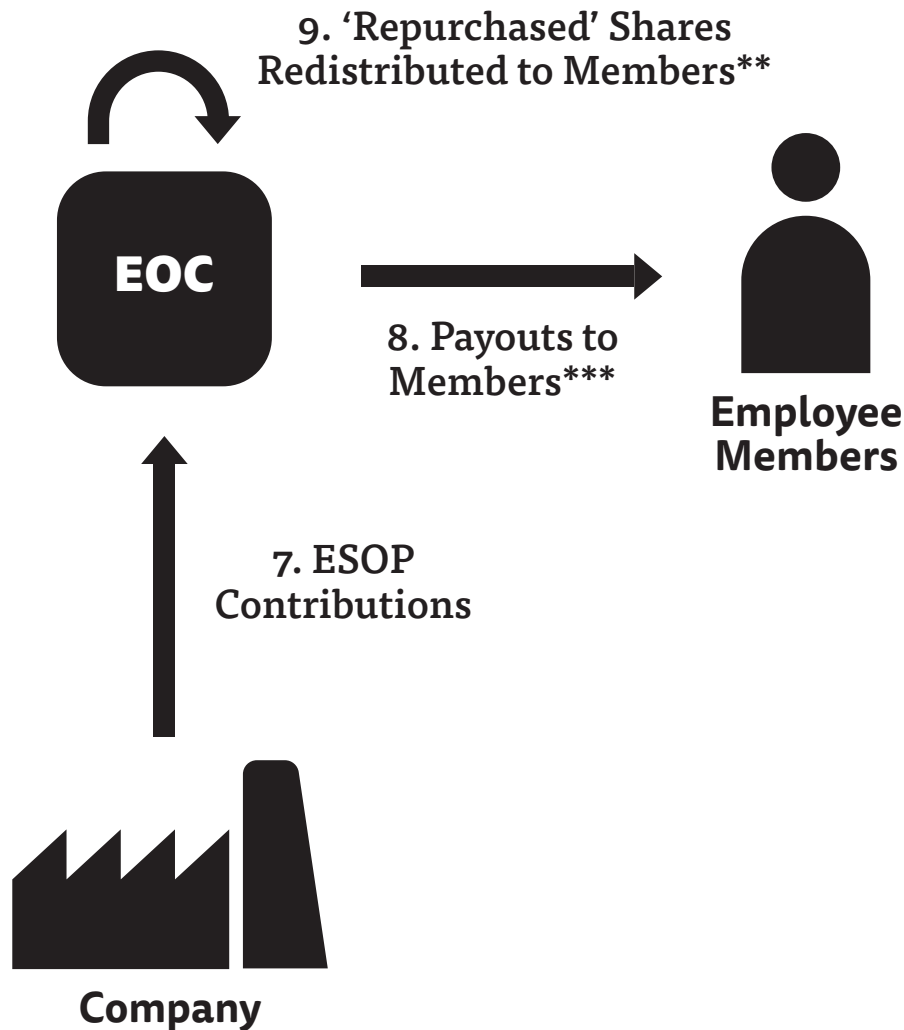 9. ‘Repurchased’ Shares
Redistributed to Members**
EOC
8. Payouts to
Members***
Employee
Members
7. ESOP
Contributions
Company